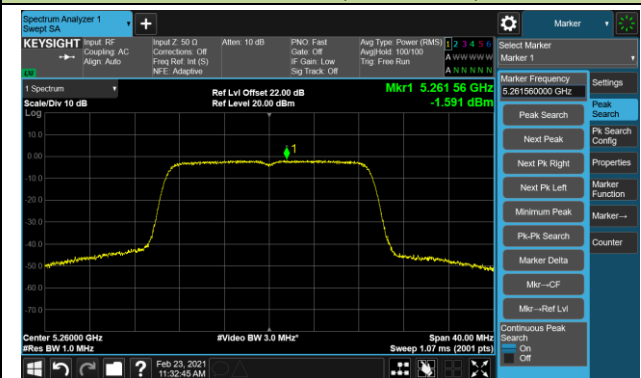 Spectrum Analyzer 1
Swept SA
+
Marker
KEYSIGHT
Input: RF
Coupling: AC
Align: Auto
Input Z: 50 Ω
Corrections: Off
Freq Ref: Int (S)
NFE: Adaptive
Atten: 10 dB
PNO: Fast
Gate: Off
IF Gain: Low
Sig Track: Off
Avg Type: Power (RMS)
Avg|Hold: 100/100
Trig: Free Run
1 2 3 4 5 6
A W W W W W
A N N N N N
LXI
Select Marker
Marker 1
1 Spectrum
Scale/Div 10 dB
Log
Ref Lvl Offset 22.00 dB
Ref Level 20.00 dBm
Mkr1 5.261 56 GHz
-1.591 dBm
10.0
0.00
-10.0
-20.0
-30.0
-40.0
-50.0
-60.0
-70.0
1
Center 5.26000 GHz
#Res BW 1.0 MHz
#Video BW 3.0 MHz*
Span 40.00 MHz
Sweep 1.07 ms (2001 pts)
Marker Frequency
5.261560000 GHz
Peak Search
Next Peak
Next Pk Right
Next Pk Left
Minimum Peak
Pk-Pk Search
Marker Delta
Mkr→CF
Mkr→Ref Lvl
Continuous Peak
Search
On
Off
Settings
Peak
Search
Pk Search
Config
Properties
Marker
Function
Marker→
Counter
?
Feb 23, 2021
11:32:45 AM